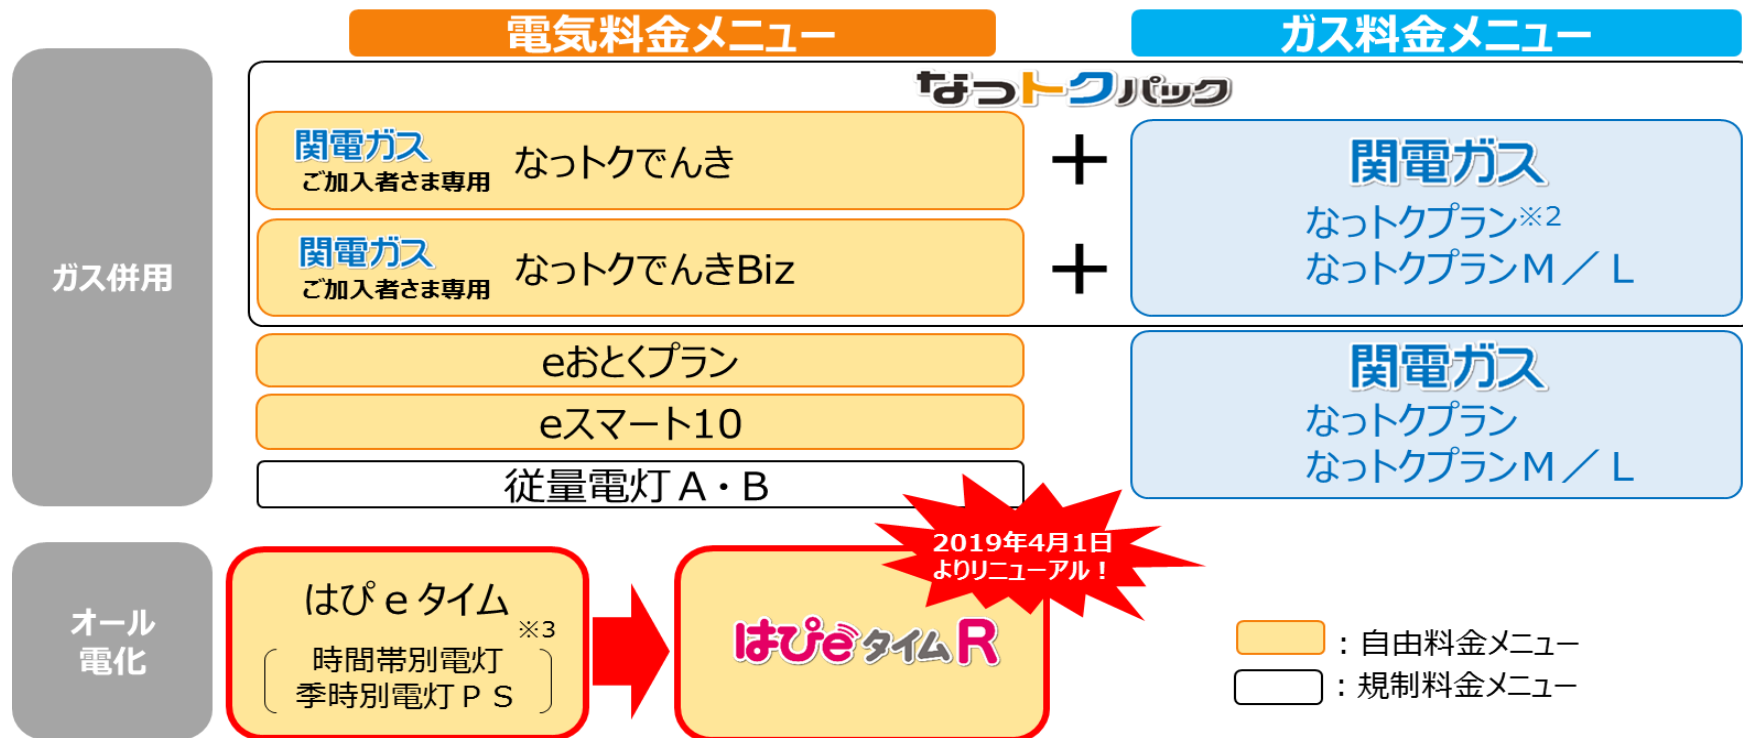 電気料金メニュー
ガス料金メニュー
なっトクパック
ガス併用
関電ガス
ご加入者さま専用
なっトクでんき
＋
関電ガス
ご加入者さま専用
なっトクでんきBiz
＋
関電ガス
なっトクプラン※2
なっトクプランＭ／Ｌ
eおとくプラン
eスマート10
従量電灯Ａ・Ｂ
関電ガス
なっトクプラン
なっトクプランＭ／Ｌ
オール
電化
はぴｅタイム
※3
時間帯別電灯
季時別電灯ＰＳ
2019年4月1日
よりリニューアル！
はぴeタイムR
：自由料金メニュー
：規制料金メニュー